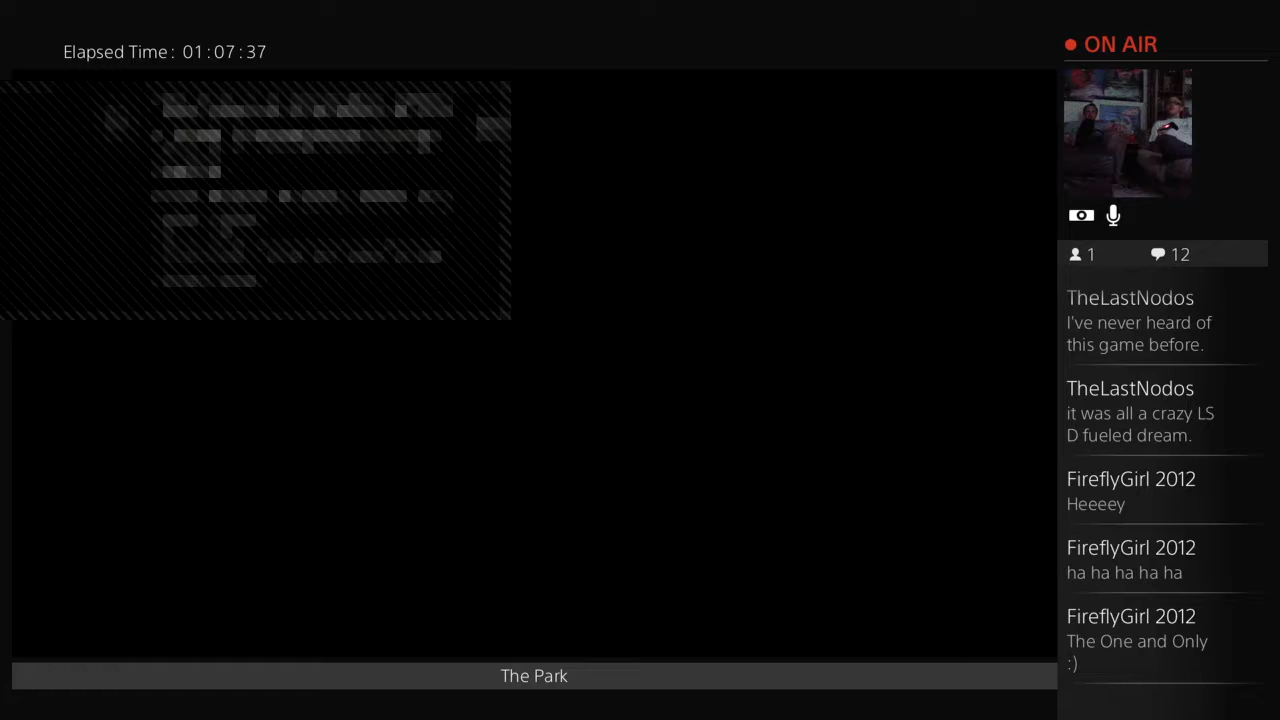 Elapsed Time: 01:07:37
ON AIR
1 12
TheLastNodos
I've never heard of
this game before.
TheLastNodos
it was all a crazy LS
D fueled dream.
FireflyGirl 2012
Heeeey
FireflyGirl 2012
ha ha ha ha ha
FireflyGirl 2012
The One and Only
:)
The Park